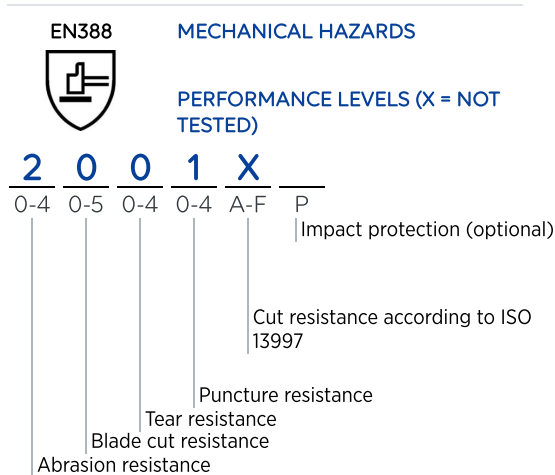 EN388
MECHANICAL HAZARDS
PERFORMANCE LEVELS (X = NOT
TESTED)
2 0 0 1 X
0-4 0-5 0-4 0-4 A-F P
Impact protection (optional)
Cut resistance according to ISO
13997
Puncture resistance
Tear resistance
Blade cut resistance
Abrasion resistance